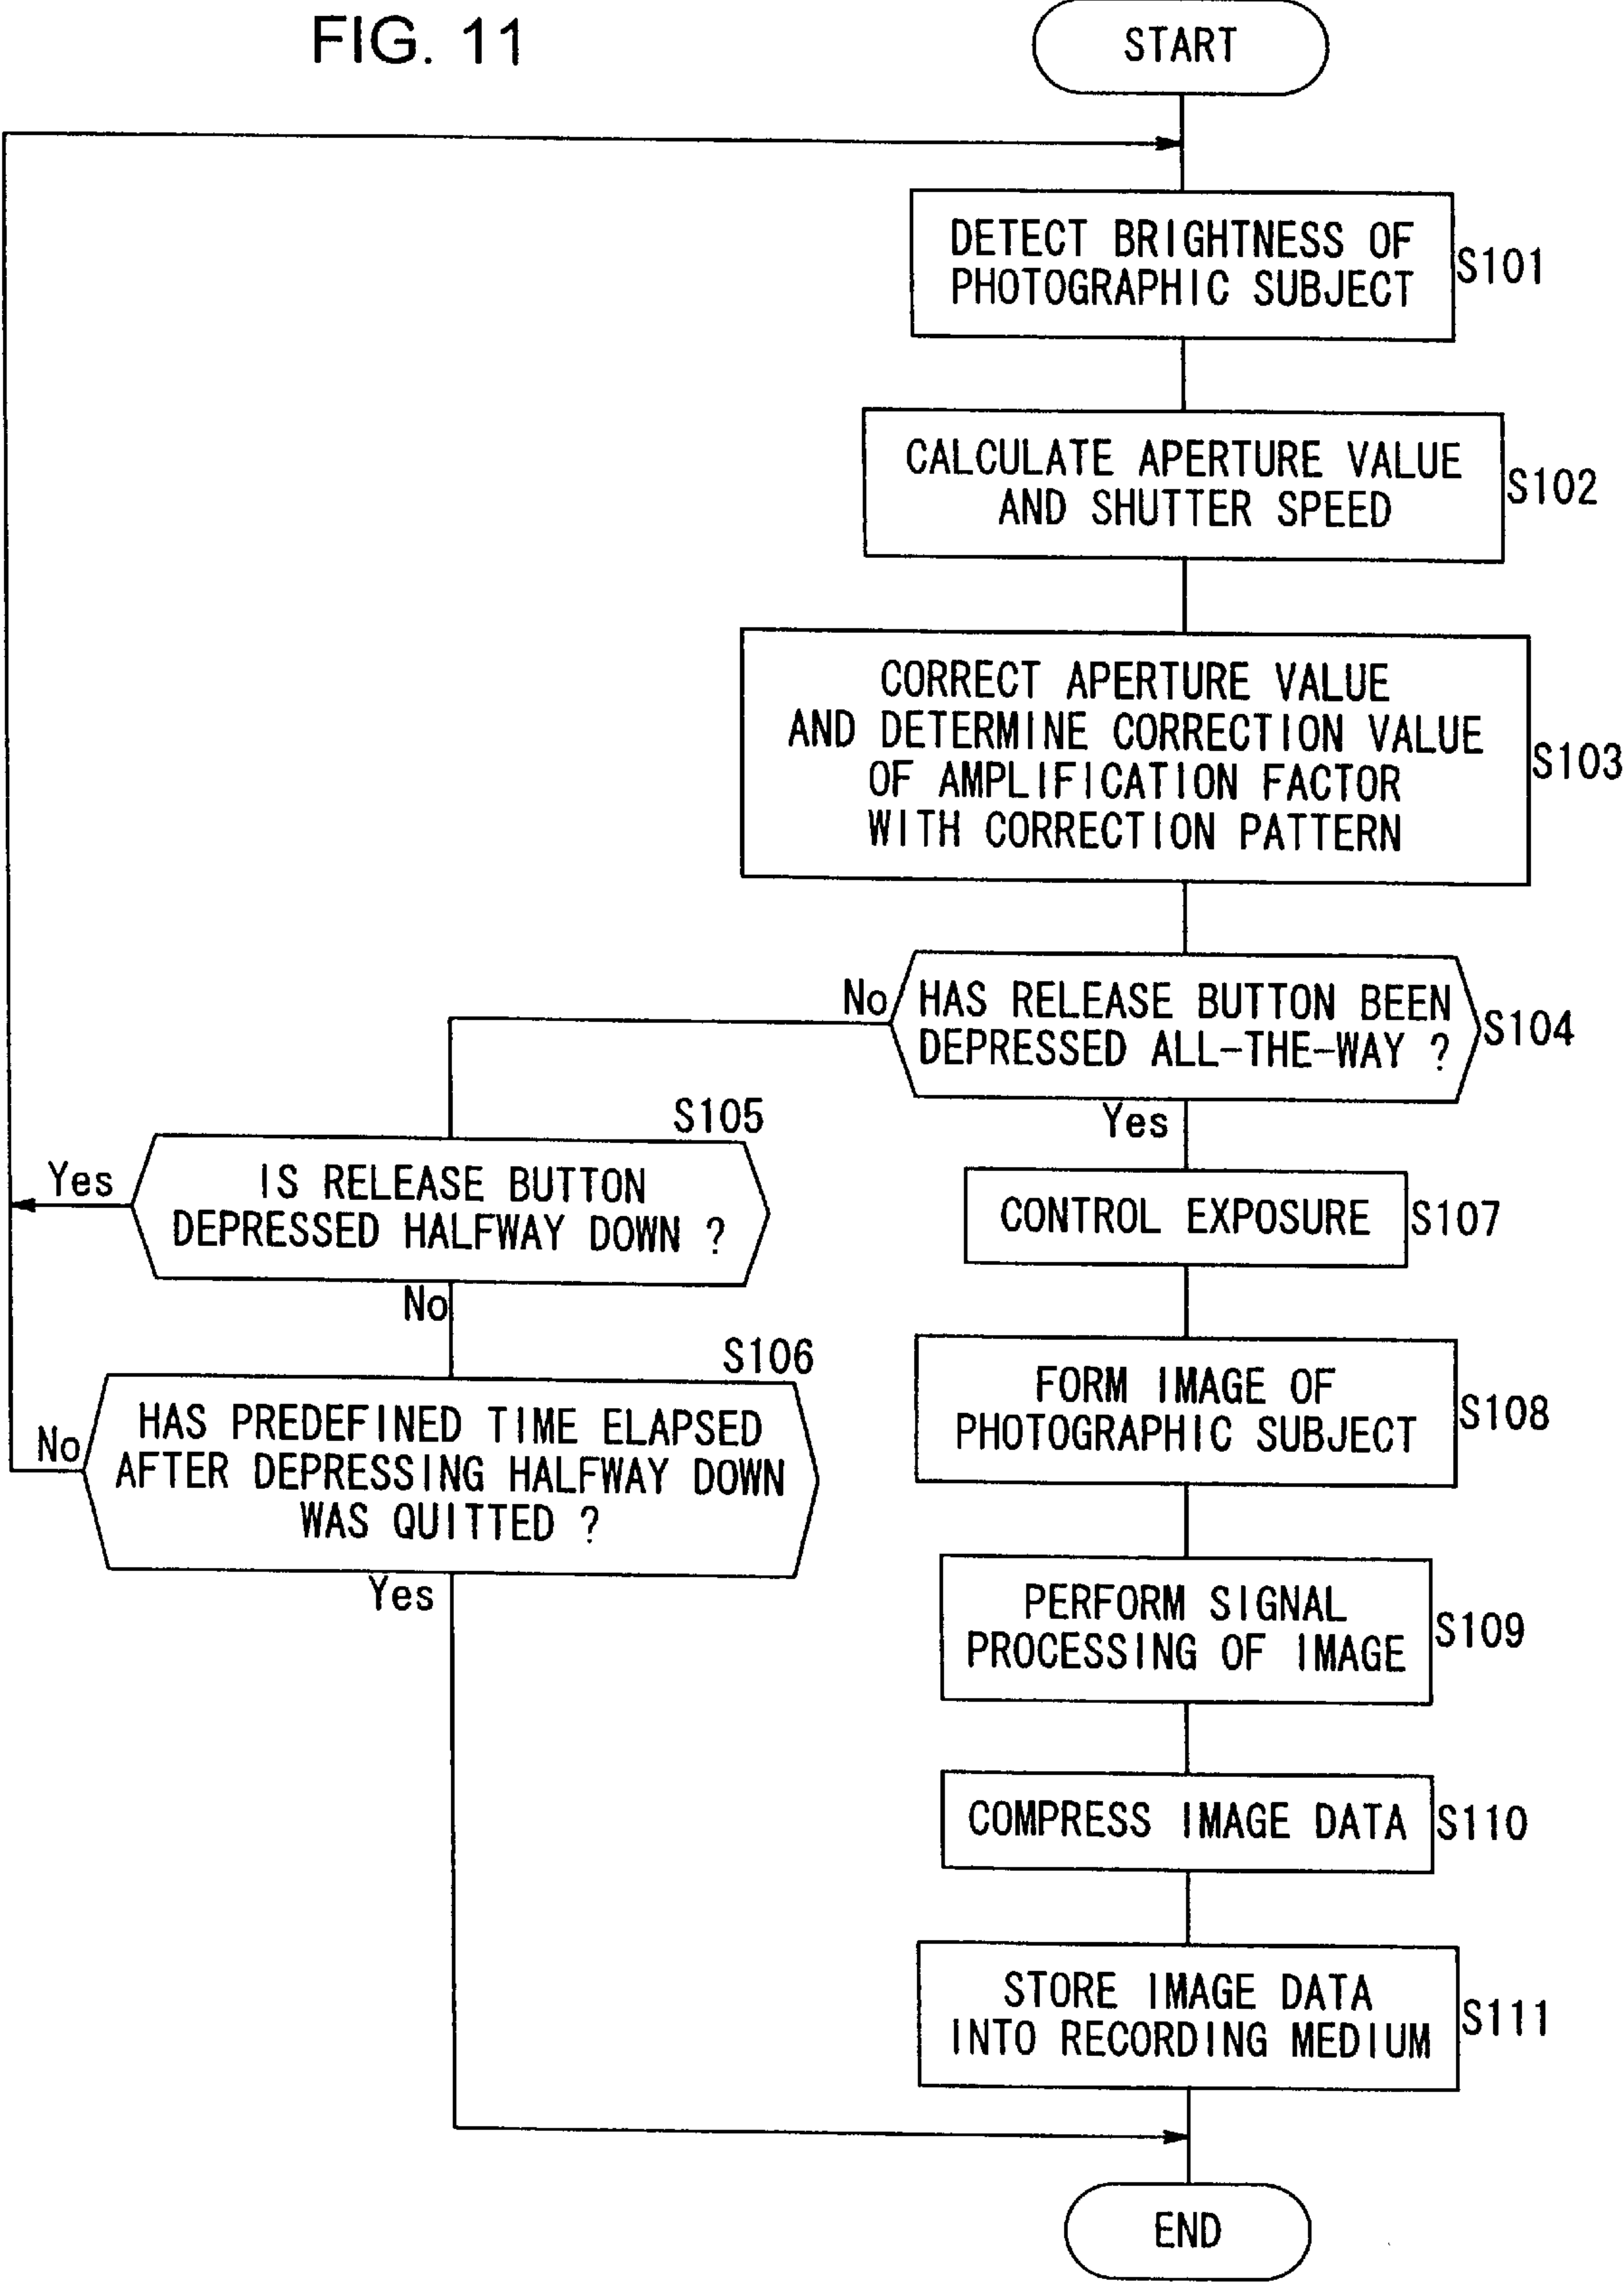 FIG. 11
START
DETECT BRIGHTNESS OF
PHOTOGRAPHIC SUBJECT
S101
CALCULATE APERTURE VALUE
AND SHUTTER SPEED
S102
CORRECT APERTURE VALUE
AND DETERMINE CORRECTION VALUE
OF AMPLIFICATION FACTOR
WITH CORRECTION PATTERN
S103
No
HAS RELEASE BUTTON BEEN
DEPRESSED ALL-THE-WAY ?
S104
Yes
S105
Yes
IS RELEASE BUTTON
DEPRESSED HALFWAY DOWN ?
No
S106
No
HAS PREDEFINED TIME ELAPSED
AFTER DEPRESSING HALFWAY DOWN
WAS QUITTED ?
Yes
CONTROL EXPOSURE
S107
FORM IMAGE OF
PHOTOGRAPHIC SUBJECT
S108
PERFORM SIGNAL
PROCESSING OF IMAGE
S109
COMPRESS IMAGE DATA
S110
STORE IMAGE DATA
INTO RECORDING MEDIUM
S111
END